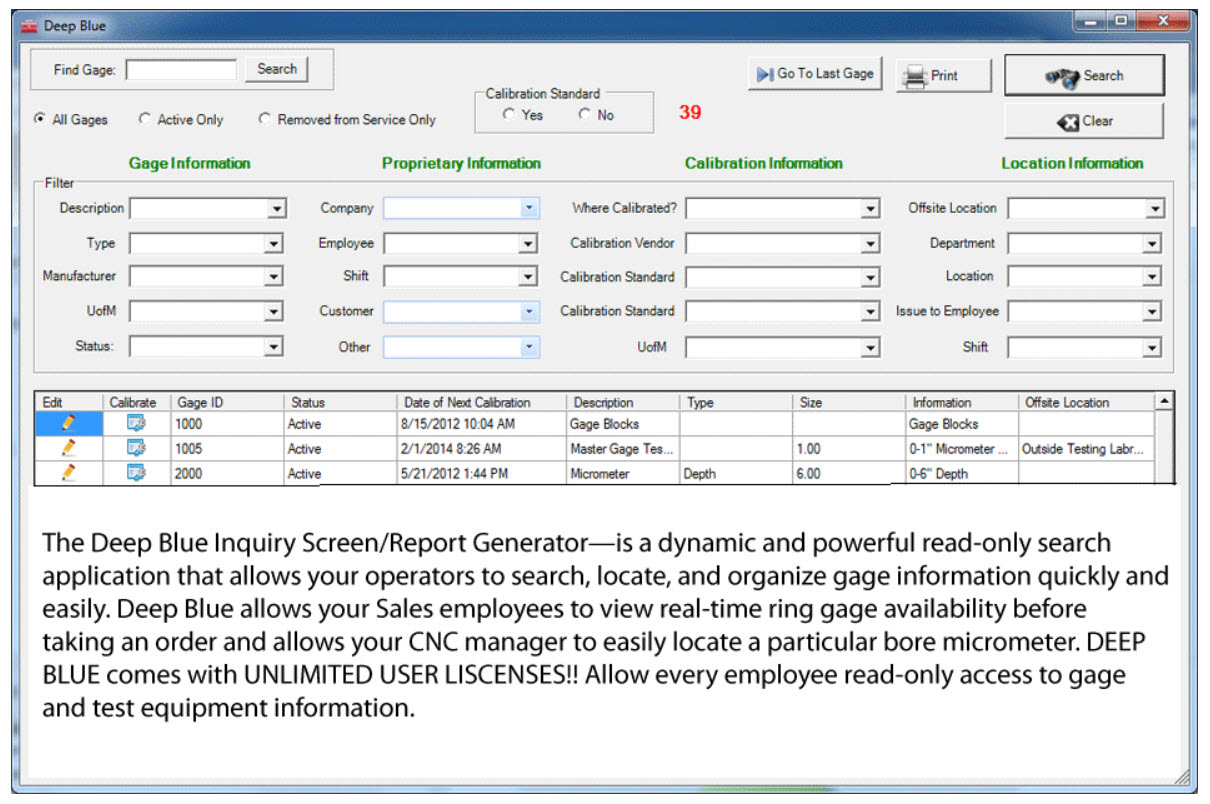 Deep Blue
Find Gage: Search
Go To Last Gage Print Search
Calibration Standard
All Gages Active Only Removed from Service Only Yes No 39 Clear
Gage Information Proprietary Information Calibration Information Location Information
Filter
Description Company Where Calibrated? Offsite Location
Type Employee Calibration Vendor Department
Manufacturer Shift Calibration Standard Location
UofM Customer Calibration Standard Issue to Employee
Status: Other UofM Shift
Edit Calibrate Gage ID Status Date of Next Calibration Description Type Size Information Offsite Location
1000 Active 8/15/2012 10:04 AM Gage Blocks Gage Blocks
1005 Active 2/1/2014 8:26 AM Master Gage Tes... 1.00 0-1" Micrometer ... Outside Testing Labr...
2000 Active 5/21/2012 1:44 PM Micrometer Depth 6.00 0-6" Depth
The Deep Blue Inquiry Screen/Report Generator—is a dynamic and powerful read-only search
application that allows your operators to search, locate, and organize gage information quickly and
easily. Deep Blue allows your Sales employees to view real-time ring gage availability before
taking an order and allows your CNC manager to easily locate a particular bore micrometer. DEEP
BLUE comes with UNLIMITED USER LISCENSES!! Allow every employee read-only access to gage
and test equipment information.